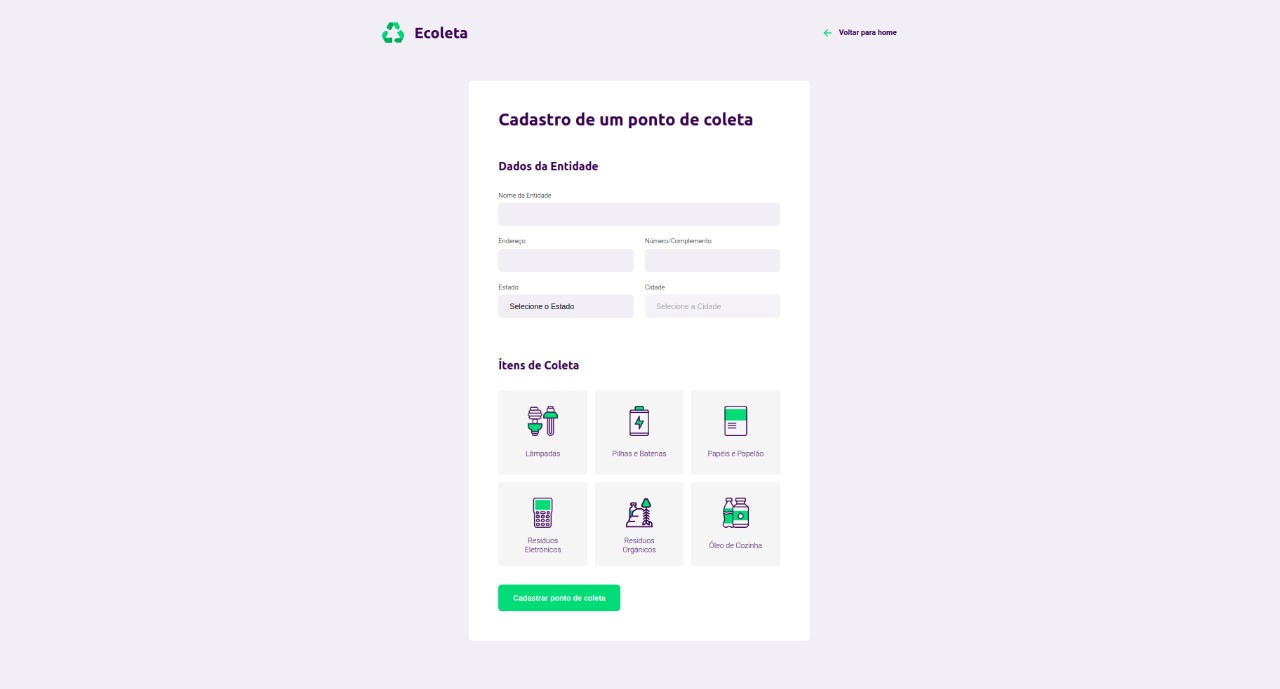 Ecoleta
Voltar para home
Cadastro de um ponto de coleta
Dados da Entidade
Nome da Entidade
Endereço
Número/Complemento
Estado
Cidade
Selecione o Estado
Selecione a Cidade
Ítens de Coleta
Lâmpadas
Pilhas e Baterias
Papéis e Papelão
Resíduos
Eletrônicos
Resíduos
Orgânicos
Óleo de Cozinha
Cadastrar ponto de coleta